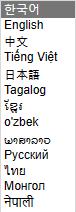 한국어
English
中文
Tiếng Việt
日本語
Tagalog
ខ្មែរ
o'zbek
ພາສາລາວ
Русский
ไทย
Монгол
नेपाली